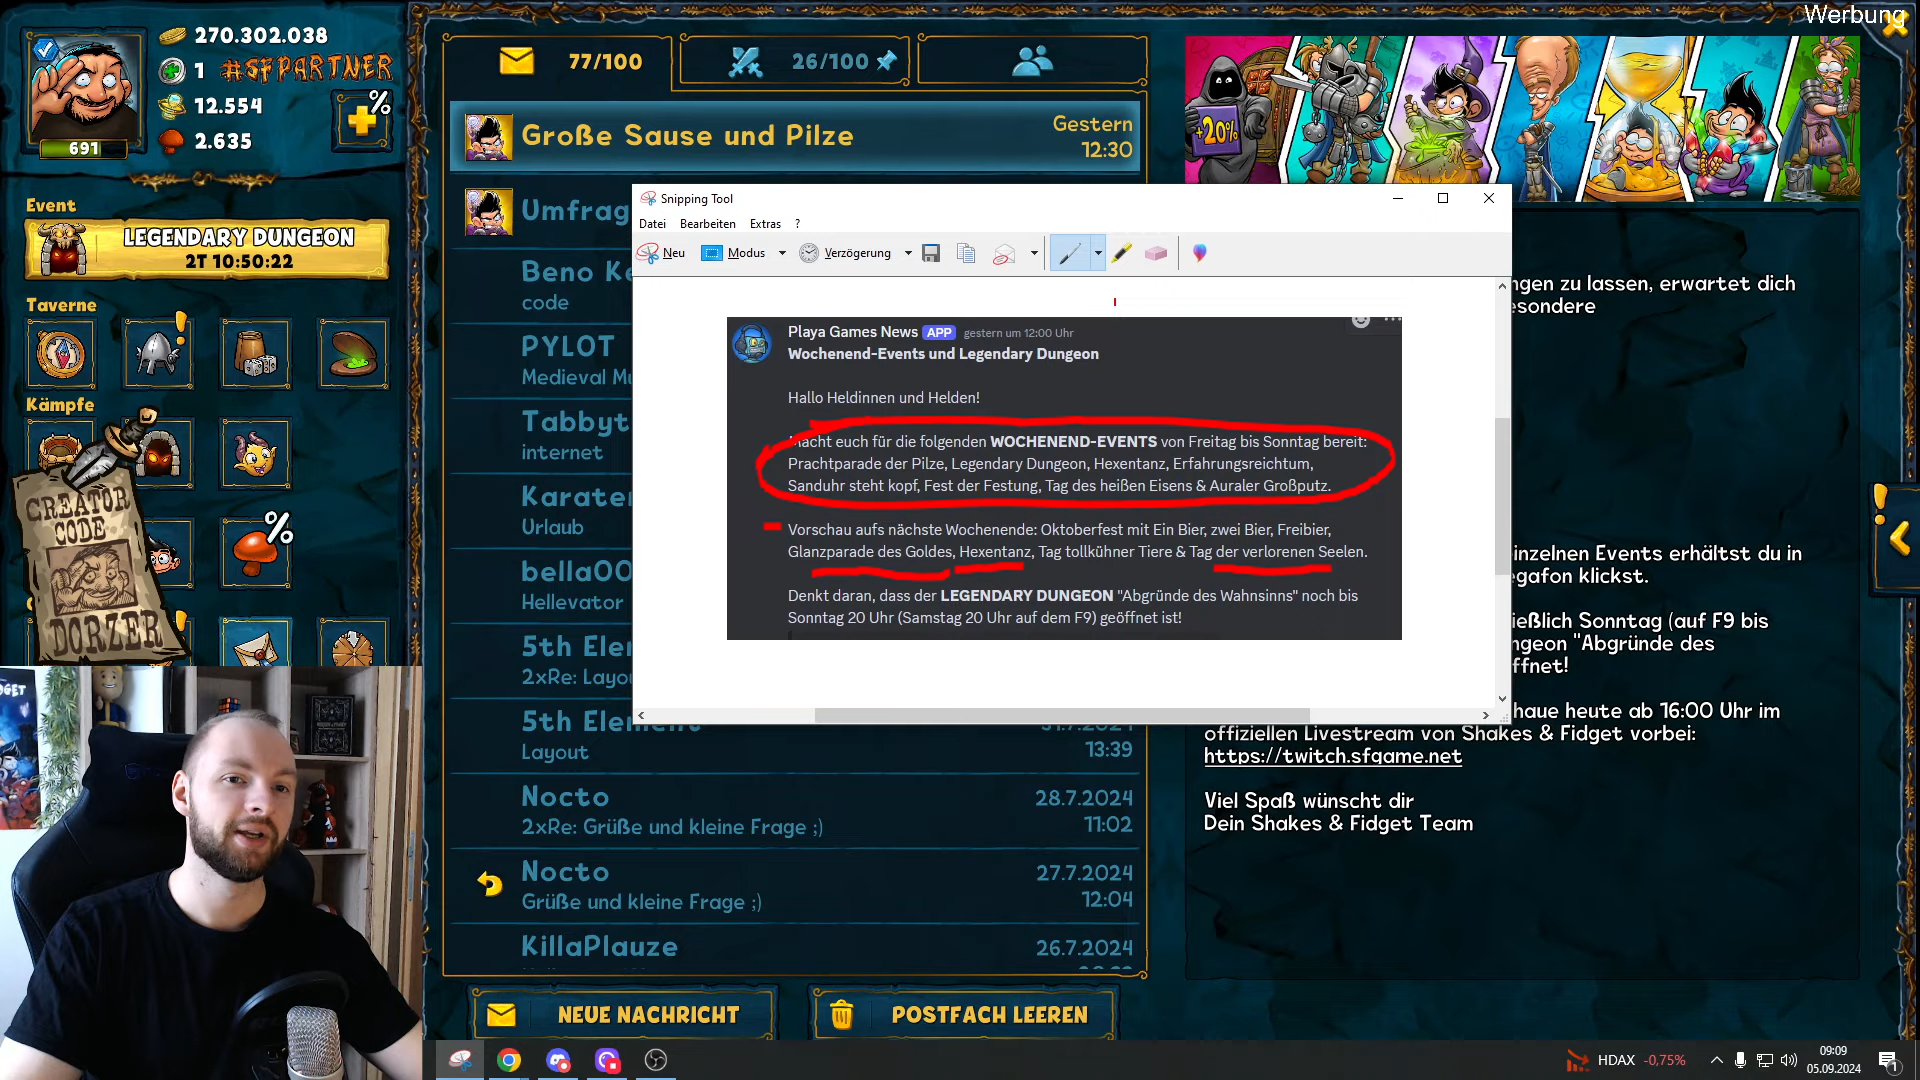 Werbung
270.302.038
1 #SFPARTNER
12.554
2.635
%
691
Event
LEGENDARY DUNGEON
2T 10:50:22
Taverne
Kämpfe
%
CREATOR
CODE
DORZER
77/100
26/100
Große Sause und Pilze
Gestern
12:30
Umfrag
Beno Ko
code
PYLOT
Medieval Mu
Tabbyt
internet
Karate
Urlaub
bella00
Hellevator
5th Ele
2xRe: Layou
5th Element
Layout
13:39
Nocto
28.7.2024
2xRe: Grüße und kleine Frage ;)
11:02
Nocto
27.7.2024
Grüße und kleine Frage ;)
12:04
KillaPlauze
26.7.2024
NEUE NACHRICHT
POSTFACH LEEREN
+20%
Snipping Tool
Datei Bearbeiten Extras ?
Neu Modus Verzögerung
Playa Games News APP gestern um 12:00 Uhr
Wochenend-Events und Legendary Dungeon
Hallo Heldinnen und Helden!
Macht euch für die folgenden WOCHENEND-EVENTS von Freitag bis Sonntag bereit:
Prachtparade der Pilze, Legendary Dungeon, Hexentanz, Erfahrungsreichtum,
Sanduhr steht kopf, Fest der Festung, Tag des heißen Eisens & Auraler Großputz.
Vorschau aufs nächste Wochenende: Oktoberfest mit Ein Bier, zwei Bier, Freibier,
Glanzparade des Goldes, Hexentanz, Tag tollkühner Tiere & Tag der verlorenen Seelen.
Denkt daran, dass der LEGENDARY DUNGEON "Abgründe des Wahnsinns" noch bis
Sonntag 20 Uhr (Samstag 20 Uhr auf dem F9) geöffnet ist!
ngen zu lassen, erwartet dich
sondere
inzelnen Events erhältst du in
egafon klickst.
ießlich Sonntag (auf F9 bis
ngeon "Abgründe des
ffnet!
haue heute ab 16:00 Uhr im
offiziellen Livestream von Shakes & Fidget vorbei:
https://twitch.sfgame.net
Viel Spaß wünscht dir
Dein Shakes & Fidget Team
HDAX -0,75%
09:09
05.09.2024
1